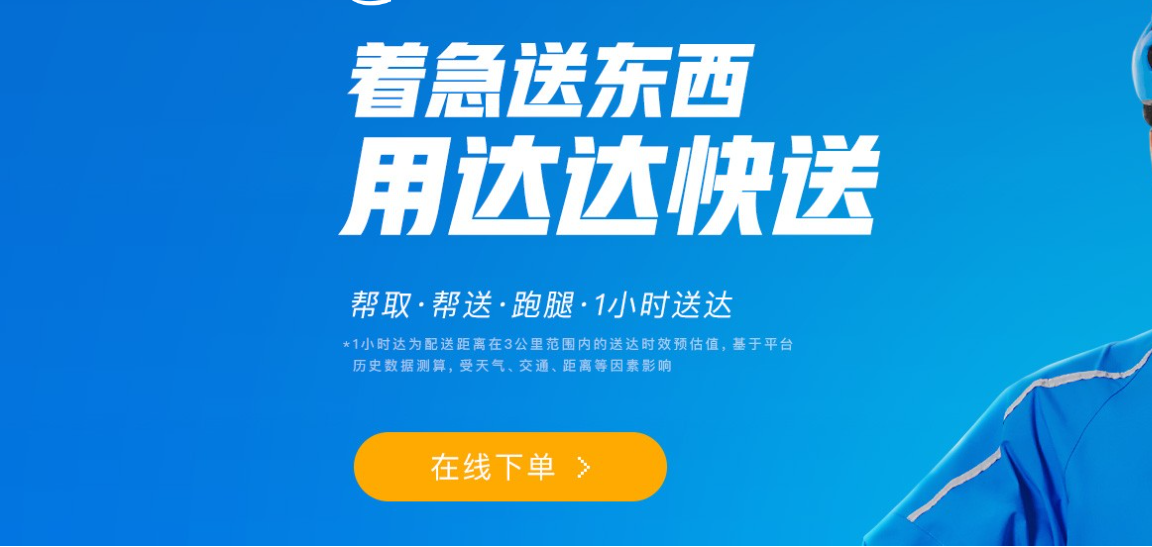 着急送东西
用达达快送
帮取·帮送·跑腿·1小时送达
*1小时达为配送距离在3公里范围内的送达时效预估值，基于平台
历史数据测算，受天气、交通、距离等因素影响
在线下单